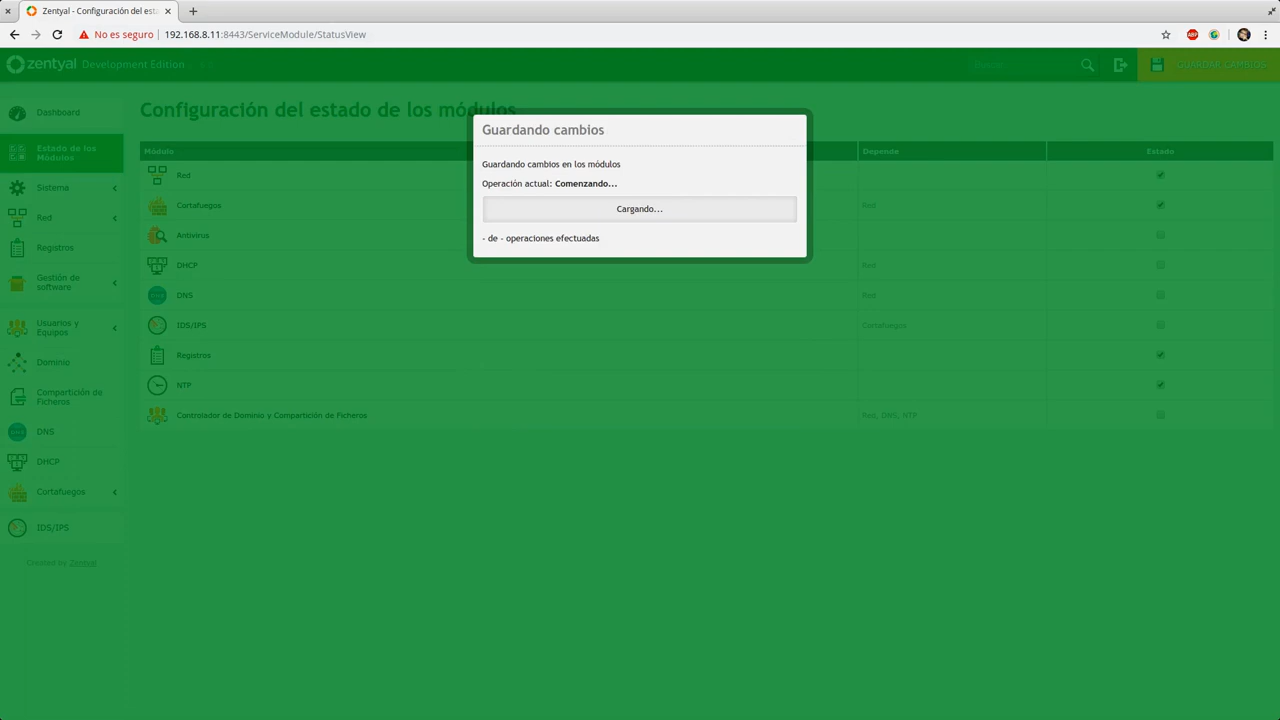 Zentyal - Configuración del esta
No es seguro
192.168.8.11:8443/ServiceModule/StatusView
ABP
zentyal Development Edition
Buscar
GUARDAR CAMBIOS
Dashboard
Estado de los
Módulos
Sistema
Red
Registros
Gestión de
software
Usuarios y
Equipos
Dominio
Compartición de
Ficheros
DNS
DHCP
Cortafuegos
IDS/IPS
Created by Zentyal
Configuración del estado de los módulos
Módulo Depende Estado
Red
Cortafuegos Red
Antivirus
DHCP Red
DNS Red
IDS/IPS Cortafuegos
Registros
NTP
Controlador de Dominio y Compartición de Ficheros Red, DNS, NTP
Guardando cambios
Guardando cambios en los módulos
Operación actual: Comenzando...
Cargando...
- de - operaciones efectuadas